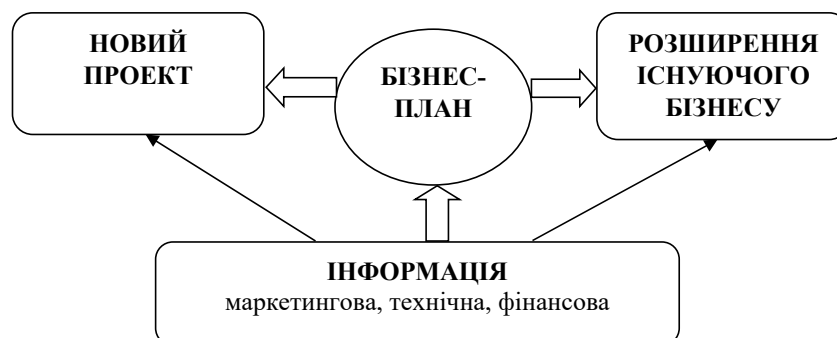 НОВИЙ
ПРОЕКТ
БІЗНЕС-
ПЛАН
РОЗШИРЕННЯ
ІСНУЮЧОГО
БІЗНЕСУ
ІНФОРМАЦІЯ
маркетингова, технічна, фінансова